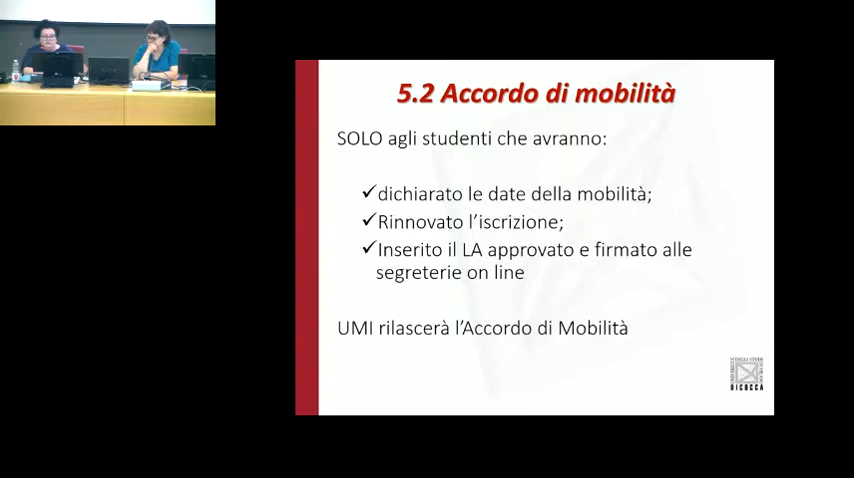 5.2 Accordo di mobilità
SOLO agli studenti che avranno:
✓dichiarato le date della mobilità;
✓Rinnovato l'iscrizione;
✓Inserito il LA approvato e firmato alle
segreterie on line
UMI rilascerà l'Accordo di Mobilità
BICOCCA